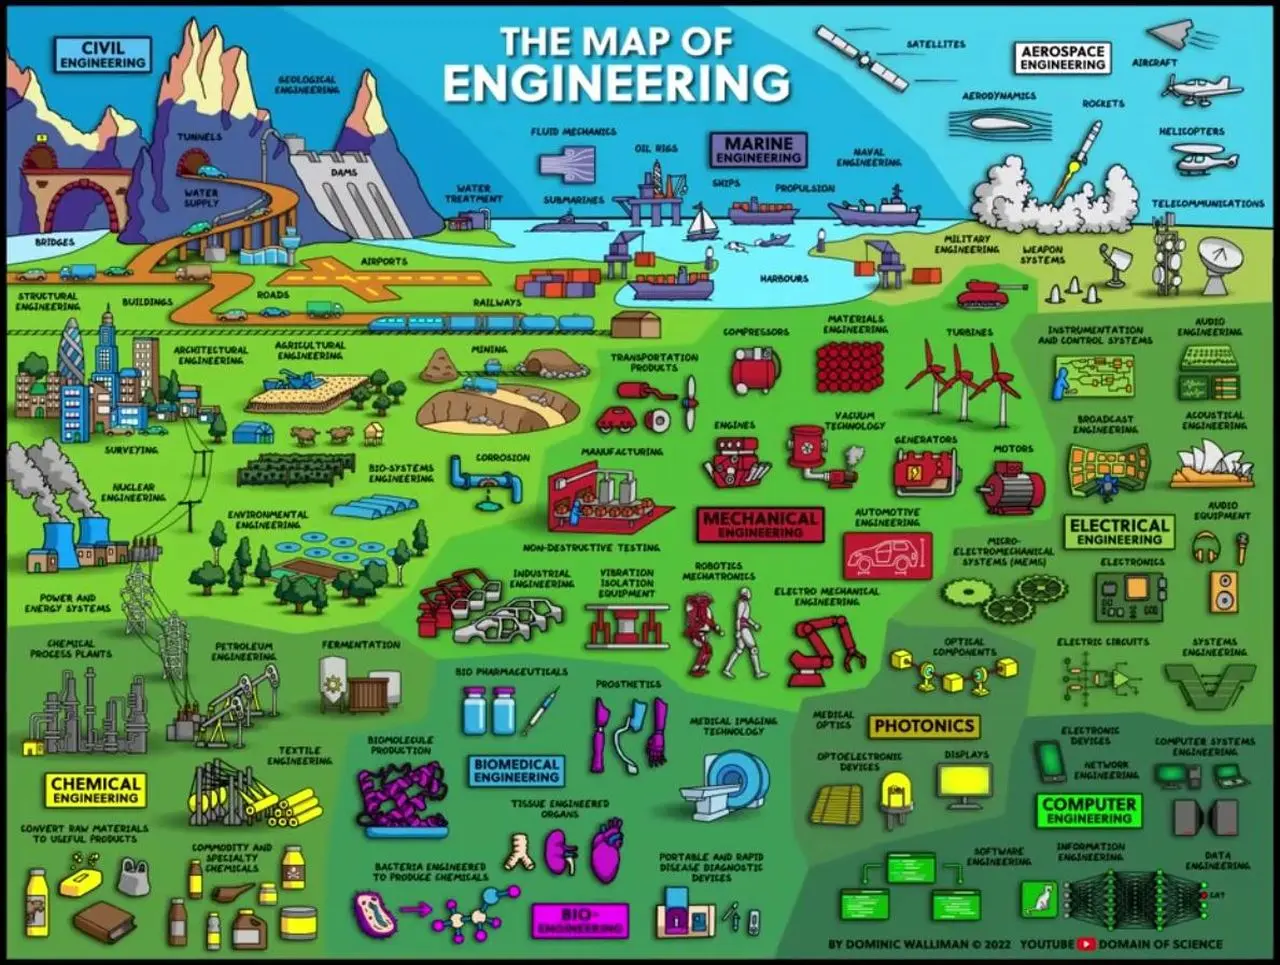 THE MAP OF
ENGINEERING
CIVIL
ENGINEERING
GEOLOGICAL
ENGINEERING
TUNNELS
DAMS
WATER
SUPPLY
BRIDGES
WATER
TREATMENT
FLUID MECHANICS
OIL RIGS
MARINE
ENGINEERING
NAVAL
ENGINEERING
SUBMARINES
SHIPS
PROPULSION
HARBOURS
SATELLITES
AEROSPACE
ENGINEERING
AIRCRAFT
AERODYNAMICS
ROCKETS
HELICOPTERS
TELECOMMUNICATIONS
MILITARY
ENGINEERING
WEAPON
SYSTEMS
AIRPORTS
STRUCTURAL
ENGINEERING
BUILDINGS
ROADS
RAILWAYS
ARCHITECTURAL
ENGINEERING
AGRICULTURAL
ENGINEERING
MINING
TRANSPORTATION
PRODUCTS
COMPRESSORS
MATERIALS
ENGINEERING
TURBINES
INSTRUMENTATION
AND CONTROL SYSTEMS
AUDIO
ENGINEERING
SURVEYING
NUCLEAR
ENGINEERING
BIO-SYSTEMS
ENGINEERING
CORROSION
MANUFACTURING
ENGINES
VACUUM
TECHNOLOGY
GENERATORS
MOTORS
BROADCAST
ENGINEERING
ACOUSTICAL
ENGINEERING
ENVIRONMENTAL
ENGINEERING
NON-DESTRUCTIVE TESTING
MECHANICAL
ENGINEERING
AUTOMOTIVE
ENGINEERING
ELECTRICAL
ENGINEERING
AUDIO
EQUIPMENT
MICRO-
ELECTROMECHANICAL
SYSTEMS (MEMS)
ELECTRONICS
POWER AND
ENERGY SYSTEMS
INDUSTRIAL
ENGINEERING
VIBRATION
ISOLATION
EQUIPMENT
ROBOTICS
MECHATRONICS
ELECTRO MECHANICAL
ENGINEERING
CHEMICAL
PROCESS PLANTS
PETROLEUM
ENGINEERING
FERMENTATION
OPTICAL
COMPONENTS
ELECTRIC CIRCUITS
SYSTEMS
ENGINEERING
BIO PHARMACEUTICALS
PROSTHETICS
MEDICAL IMAGING
TECHNOLOGY
MEDICAL
OPTICS
PHOTONICS
TEXTILE
ENGINEERING
BIOMOLECULE
PRODUCTION
BIOMEDICAL
ENGINEERING
OPTOELECTRONIC
DEVICES
DISPLAYS
ELECTRONIC
DEVICES
NETWORK
ENGINEERING
COMPUTER SYSTEMS
ENGINEERING
CHEMICAL
ENGINEERING
COMPUTER
ENGINEERING
CONVERT RAW MATERIALS
TO USEFUL PRODUCTS
COMMODITY AND
SPECIALTY
CHEMICALS
TISSUE ENGINEERED
ORGANS
BACTERIA ENGINEERED
TO PRODUCE CHEMICALS
PORTABLE AND RAPID
DISEASE DIAGNOSTIC
DEVICES
SOFTWARE
ENGINEERING
INFORMATION
ENGINEERING
DATA
ENGINEERING
CAT
BIO-
ENGINEERING
BY DOMINIC WALLIMAN © 2022 YOUTUBE DOMAIN OF SCIENCE